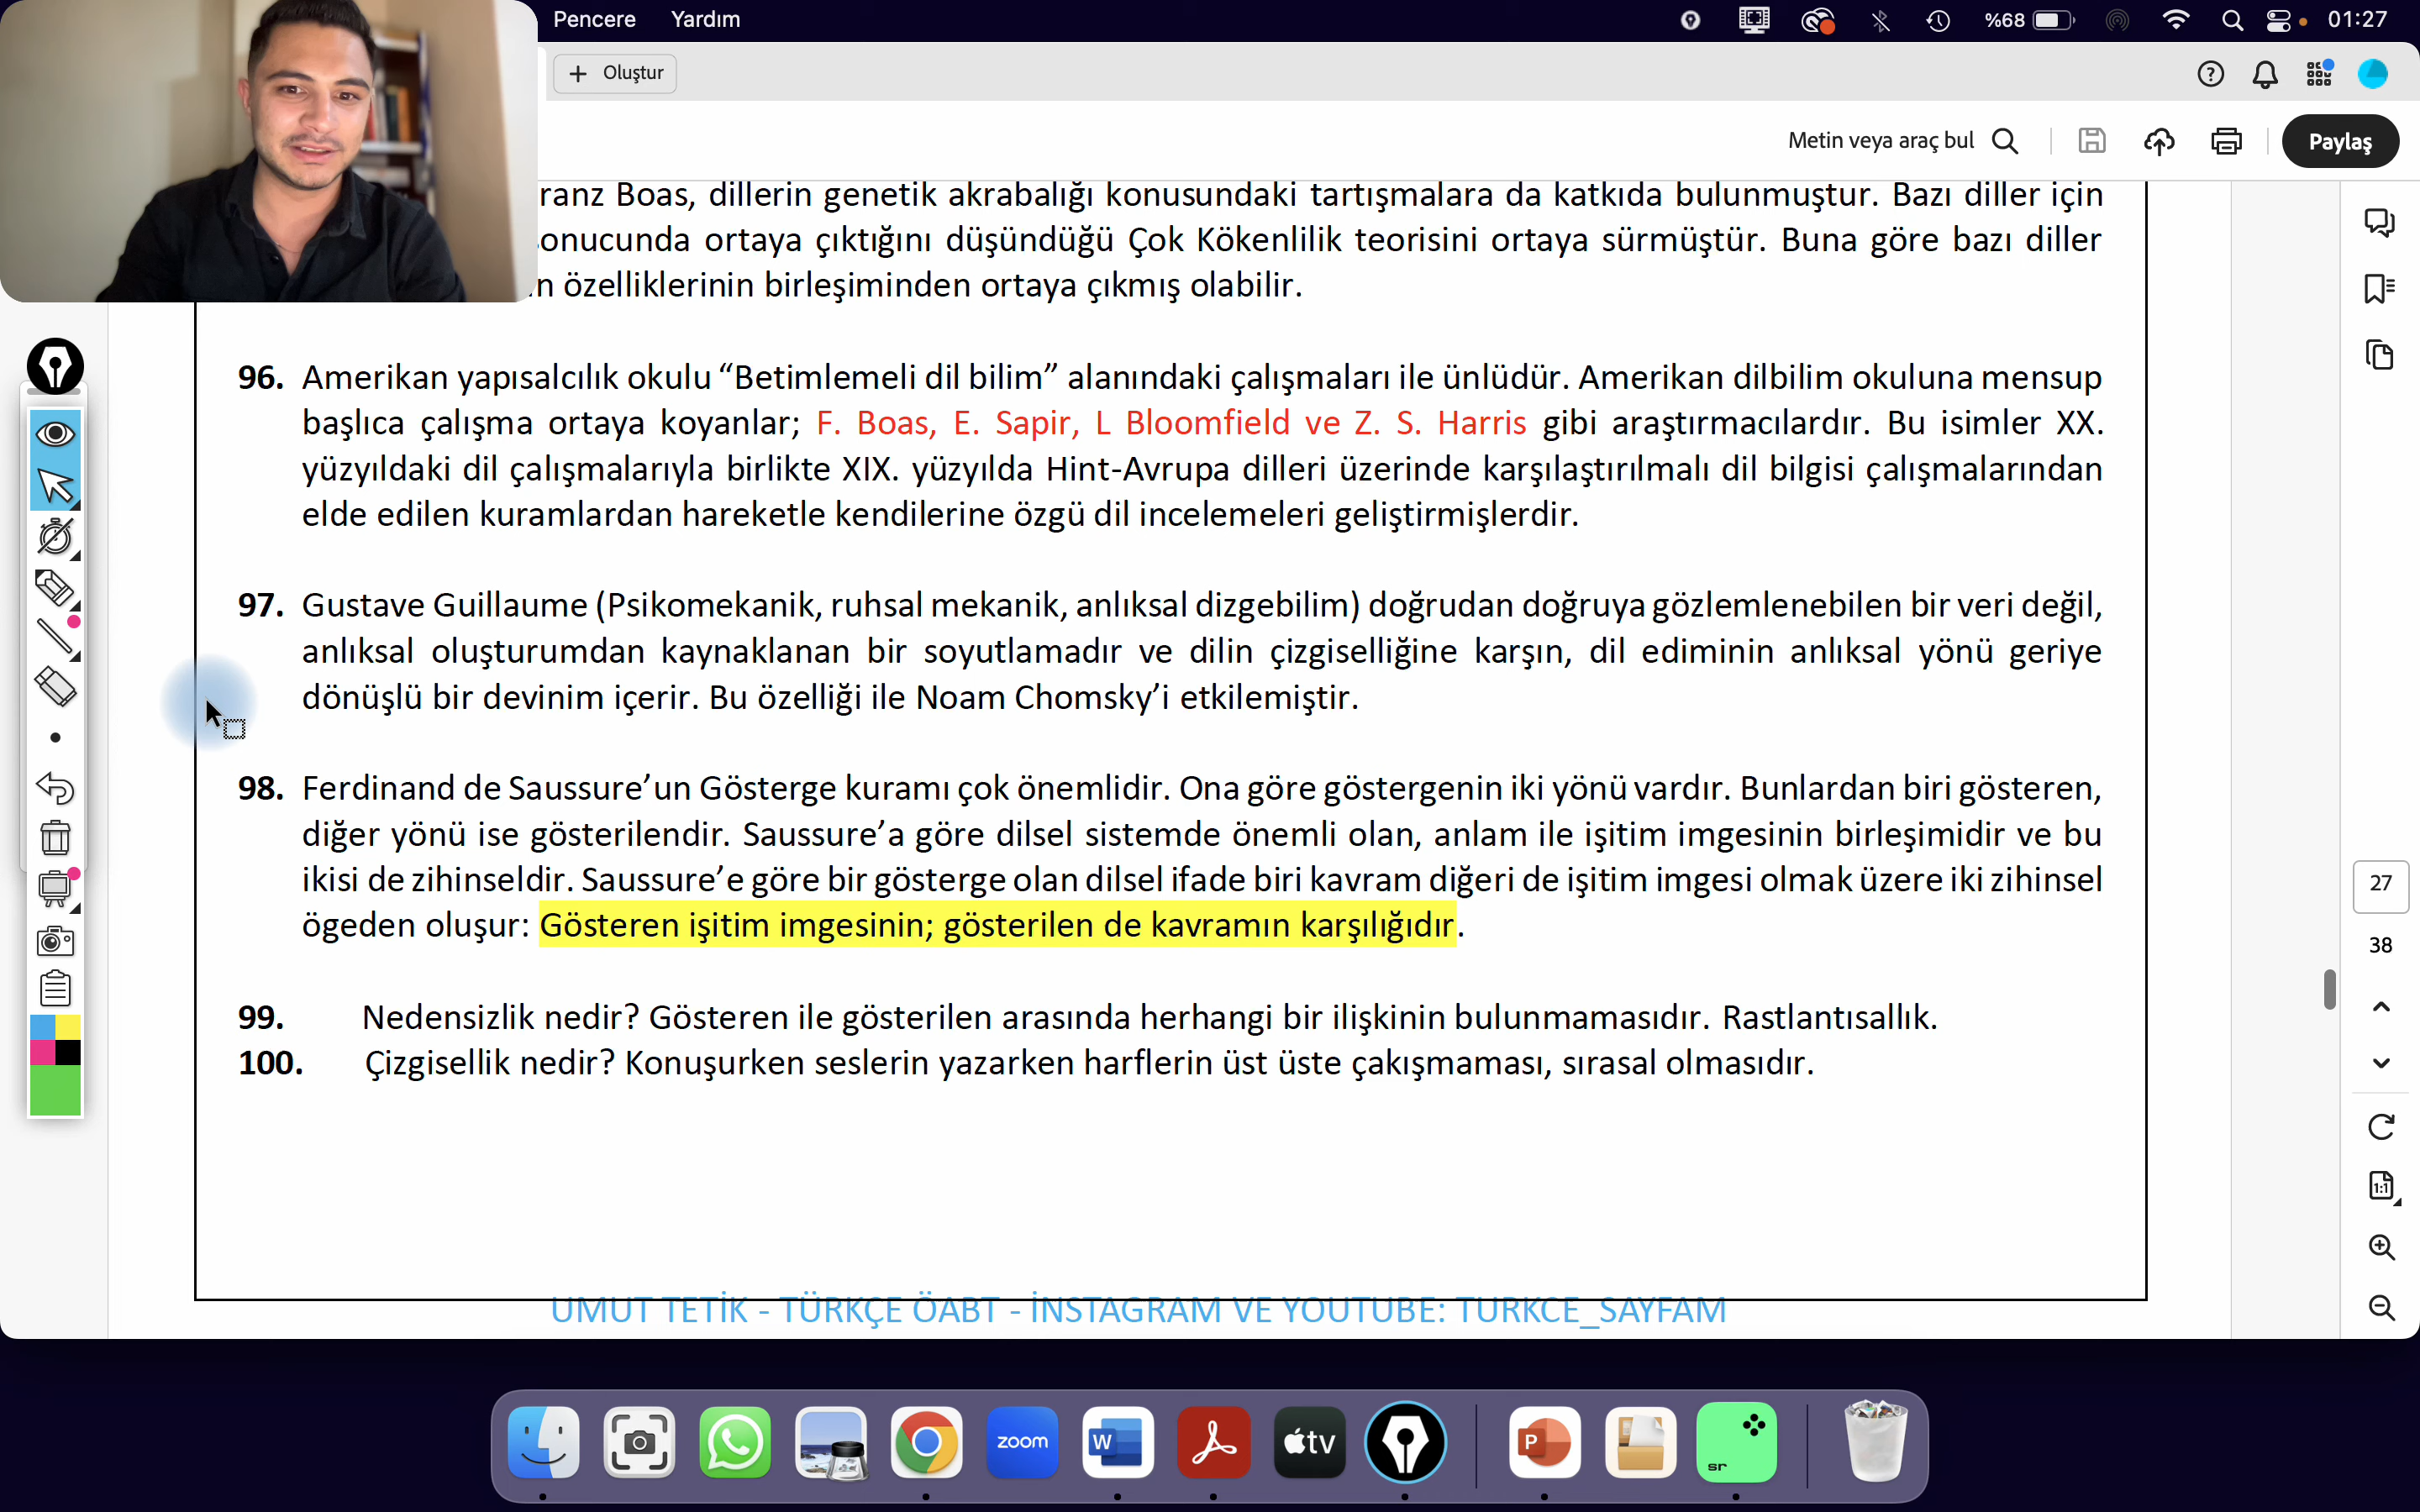 Pencere Yardım %68 01:27
+ Oluştur
Metin veya araç bul Paylaş
ranz Boas, dillerin genetik akrabalığı konusundaki tartışmalara da katkıda bulunmuştur. Bazı diller için
sonucunda ortaya çıktığını düşündüğü Çok Kökenlilik teorisini ortaya sürmüştür. Buna göre bazı diller
n özelliklerinin birleşiminden ortaya çıkmış olabilir.
96. Amerikan yapısalcılık okulu “Betimlemeli dil bilim” alanındaki çalışmaları ile ünlüdür. Amerikan dilbilim okuluna mensup
başlıca çalışma ortaya koyanlar; F. Boas, E. Sapir, L Bloomfield ve Z. S. Harris gibi araştırmacılardır. Bu isimler XX.
yüzyıldaki dil çalışmalarıyla birlikte XIX. yüzyılda Hint-Avrupa dilleri üzerinde karşılaştırılmalı dil bilgisi çalışmalarından
elde edilen kuramlardan hareketle kendilerine özgü dil incelemeleri geliştirmişlerdir.
97. Gustave Guillaume (Psikomekanik, ruhsal mekanik, anlıksal dizgebilim) doğrudan doğruya gözlemlenebilen bir veri değil,
anlıksal oluşturumdan kaynaklanan bir soyutlamadır ve dilin çizgiselliğine karşın, dil ediminin anlıksal yönü geriye
dönüşlü bir devinim içerir. Bu özelliği ile Noam Chomsky’i etkilemiştir.
98. Ferdinand de Saussure’un Gösterge kuramı çok önemlidir. Ona göre göstergenin iki yönü vardır. Bunlardan biri gösteren,
diğer yönü ise gösterilendir. Saussure’a göre dilsel sistemde önemli olan, anlam ile işitim imgesinin birleşimidir ve bu
ikisi de zihinseldir. Saussure’e göre bir gösterge olan dilsel ifade biri kavram diğeri de işitim imgesi olmak üzere iki zihinsel
ögeden oluşur: Gösteren işitim imgesinin; gösterilen de kavramın karşılığıdır.
99. Nedensizlik nedir? Gösteren ile gösterilen arasında herhangi bir ilişkinin bulunmamasıdır. Rastlantısallık.
100. Çizgisellik nedir? Konuşurken seslerin yazarken harflerin üst üste çakışmaması, sırasal olmasıdır.
UMUT TETİK - TÜRKÇE ÖABT - İNSTAGRAM VE YOUTUBE: TURKCE_SAYFAM
27
38
1:1
zoom
W
tv
P
sr